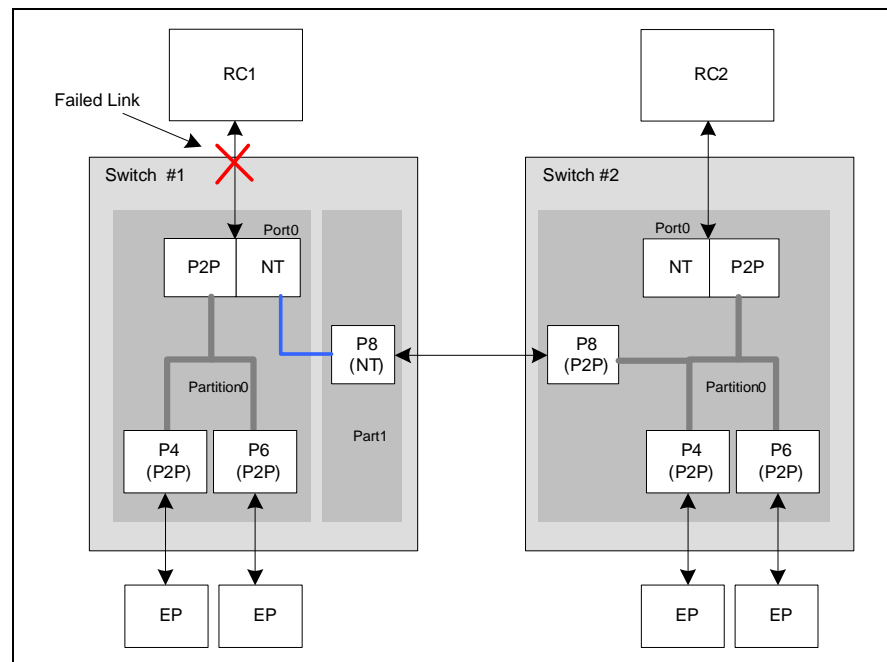 RC1
RC2
Failed Link
Switch  #1
Switch #2
Port0
P2P
NT
Port0
NT
P2P
P8
(NT)
P8
(P2P)
Partition0
Partition0
Part1
P4
(P2P)
P6
(P2P)
P4
(P2P)
P6
(P2P)
EP
EP
EP
EP